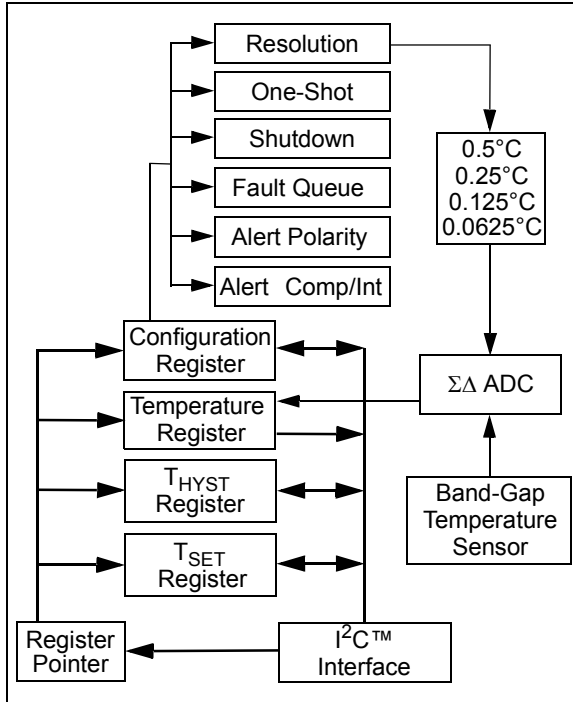 Resolution
One-Shot
Shutdown
Fault Queue
Alert Polarity
Alert Comp/Int
0.5°C
0.25°C
0.125°C
0.0625°C
Configuration
Register
Temperature
Register
THYST
Register
TSET
Register
Register
Pointer
I²C™
Interface
ΣΔ ADC
Band-Gap
Temperature
Sensor